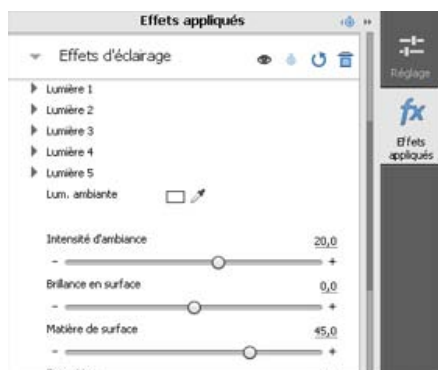 Effets appliqués
Effets d'éclairage
Lumière 1
Lumière 2
Lumière 3
Lumière 4
Lumière 5
Lum. ambiante
Intensité d'ambiance 20,0
- +
Brillance en surface 0,0
- +
Matière de surface 45,0
- +
Réglage
fx
Effets
appliqués